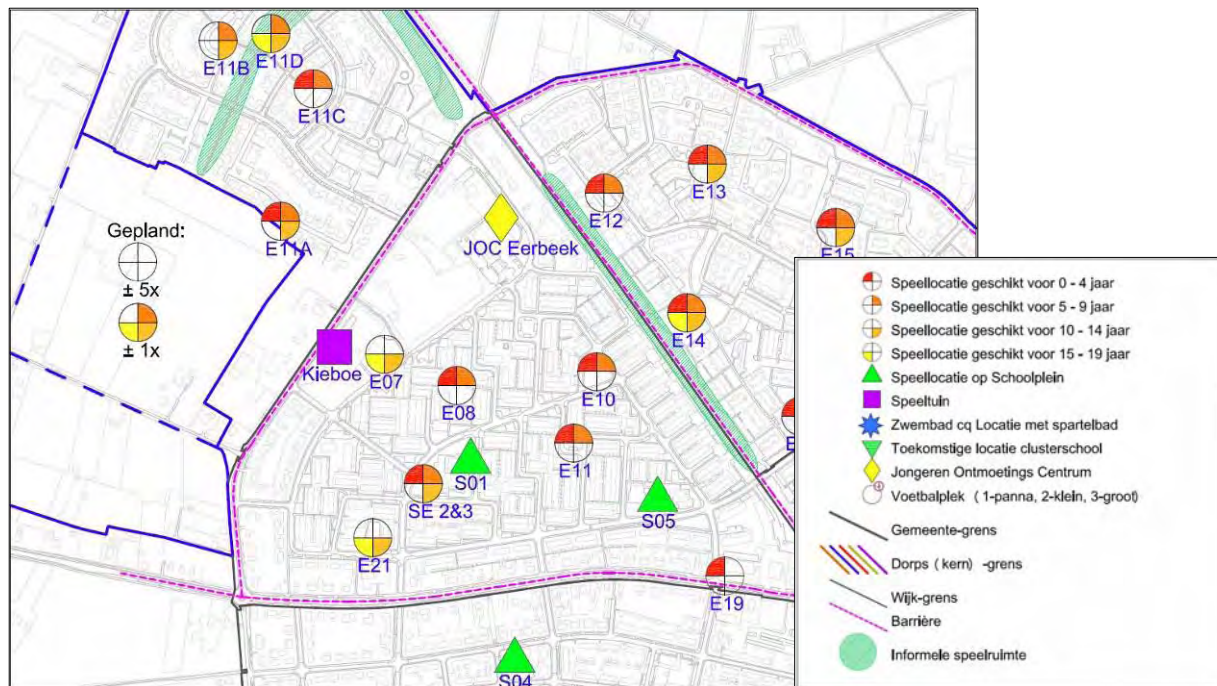 E11B
E11D
E11C
E13
E12
E11A
E15
Gepland:
± 5x
± 1x
JOC Eerbeek
E14
Kieboe
E07
E08
E10
E11
S01
SE 2&3
S05
E21
E19
S04
Speellocatie geschikt voor 0 - 4 jaar
Speellocatie geschikt voor 5 - 9 jaar
Speellocatie geschikt voor 10 - 14 jaar
Speellocatie geschikt voor 15 - 19 jaar
Speellocatie op Schoolplein
Speeltuin
Zwembad cq Locatie met spartelbad
Toekomstige locatie clusterschool
Jongeren Ontmoetings Centrum
Voetbalplek ( 1-panna, 2-klein, 3-groot)
Gemeente-grens
Dorps ( kern) -grens
Wijk-grens
Barrière
Informele speelruimte